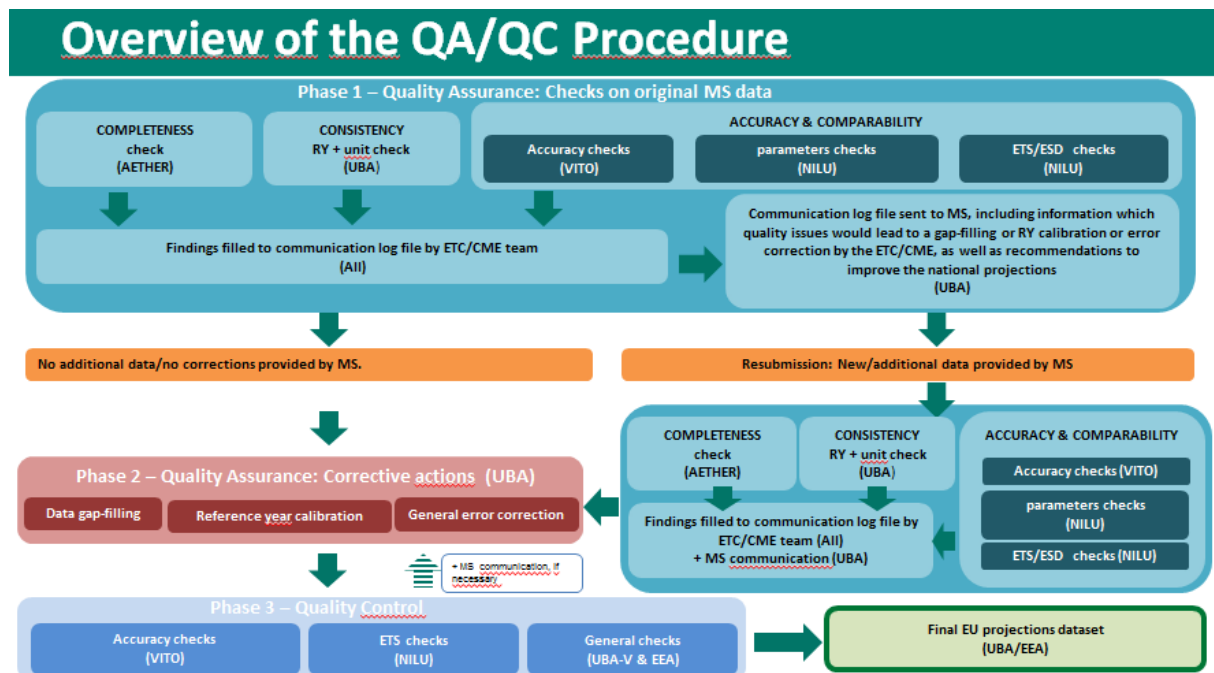 Overview of the QA/QC Procedure
Phase 1 – Quality Assurance: Checks on original MS data
COMPLETENESS
check
(AETHER)
CONSISTENCY
RY + unit check
(UBA)
ACCURACY & COMPARABILITY
Accuracy checks
(VITO)
parameters checks
(NILU)
ETS/ESD checks
(NILU)
Findings filled to communication log file by ETC/CME team
(All)
Communication log file sent to MS, including information which
quality issues would lead to a gap-filling or RY calibration or error
correction by the ETC/CME, as well as recommendations to
improve the national projections
(UBA)
No additional data/no corrections provided by MS.
Resubmission: New/additional data provided by MS
COMPLETENESS
check
(AETHER)
CONSISTENCY
RY + unit check
(UBA)
ACCURACY & COMPARABILITY
Accuracy checks (VITO)
parameters checks
(NILU)
ETS/ESD checks (NILU)
Findings filled to communication log file by
ETC/CME team (All)
+ MS communication (UBA)
Phase 2 – Quality Assurance: Corrective actions (UBA)
Data gap-filling
Reference year calibration
General error correction
+ MS communication, if
necessary
Phase 3 – Quality Control
Accuracy checks
(VITO)
ETS checks
(NILU)
General checks
(UBA-V & EEA)
Final EU projections dataset
(UBA/EEA)